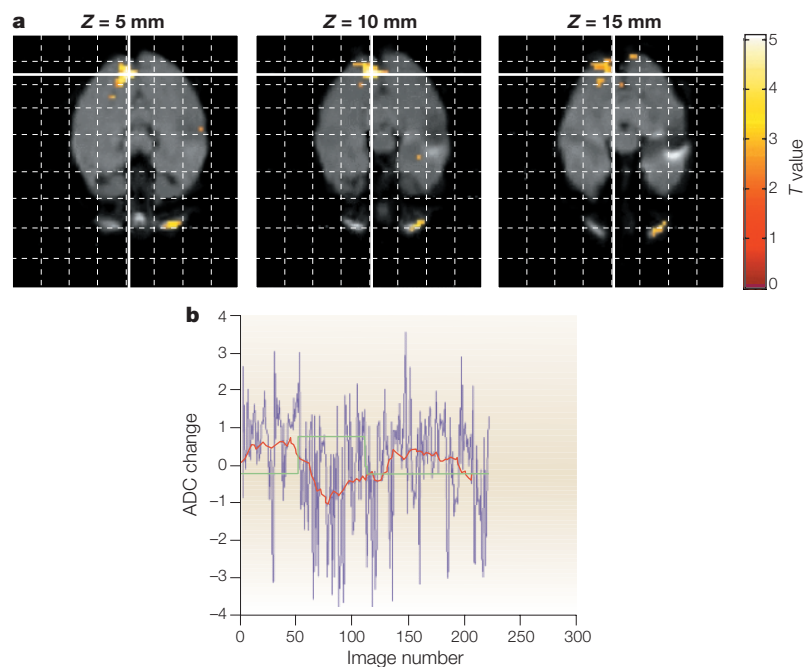 a
Z = 5 mm
Z = 10 mm
Z = 15 mm
5
4
3
2
1
0
T value
b
4
3
2
1
0
–1
–2
–3
–4
ADC change
0
50
100
150
200
250
300
Image number